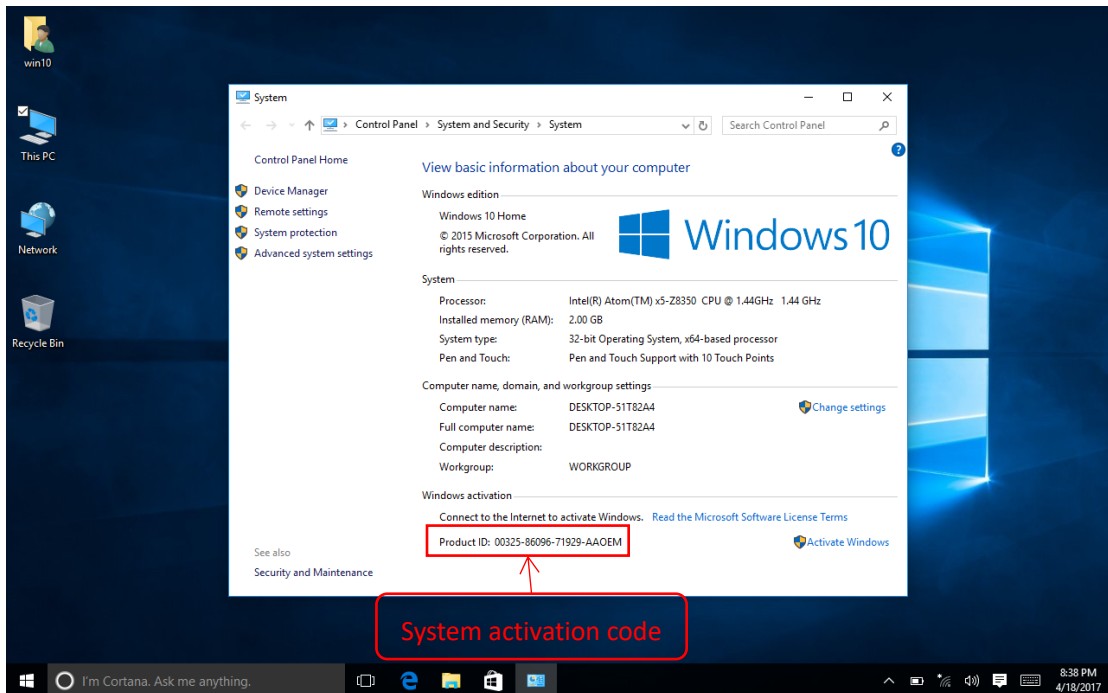 win10
This PC
Network
Recycle Bin
System
Control Panel › System and Security › System
Search Control Panel
Control Panel Home
Device Manager
Remote settings
System protection
Advanced system settings
See also
Security and Maintenance
View basic information about your computer
Windows edition
Windows 10 Home
© 2015 Microsoft Corporation. All
rights reserved.
Windows 10
System
Processor: Intel(R) Atom(TM) x5-Z8350 CPU @ 1.44GHz 1.44 GHz
Installed memory (RAM): 2.00 GB
System type: 32-bit Operating System, x64-based processor
Pen and Touch: Pen and Touch Support with 10 Touch Points
Computer name, domain, and workgroup settings
Computer name: DESKTOP-51T82A4
Change settings
Full computer name: DESKTOP-51T82A4
Computer description:
Workgroup: WORKGROUP
Windows activation
Connect to the Internet to activate Windows. Read the Microsoft Software License Terms
Product ID: 00325-86096-71929-AAOEM
Activate Windows
System activation code
I'm Cortana. Ask me anything.
8:38 PM
4/18/2017